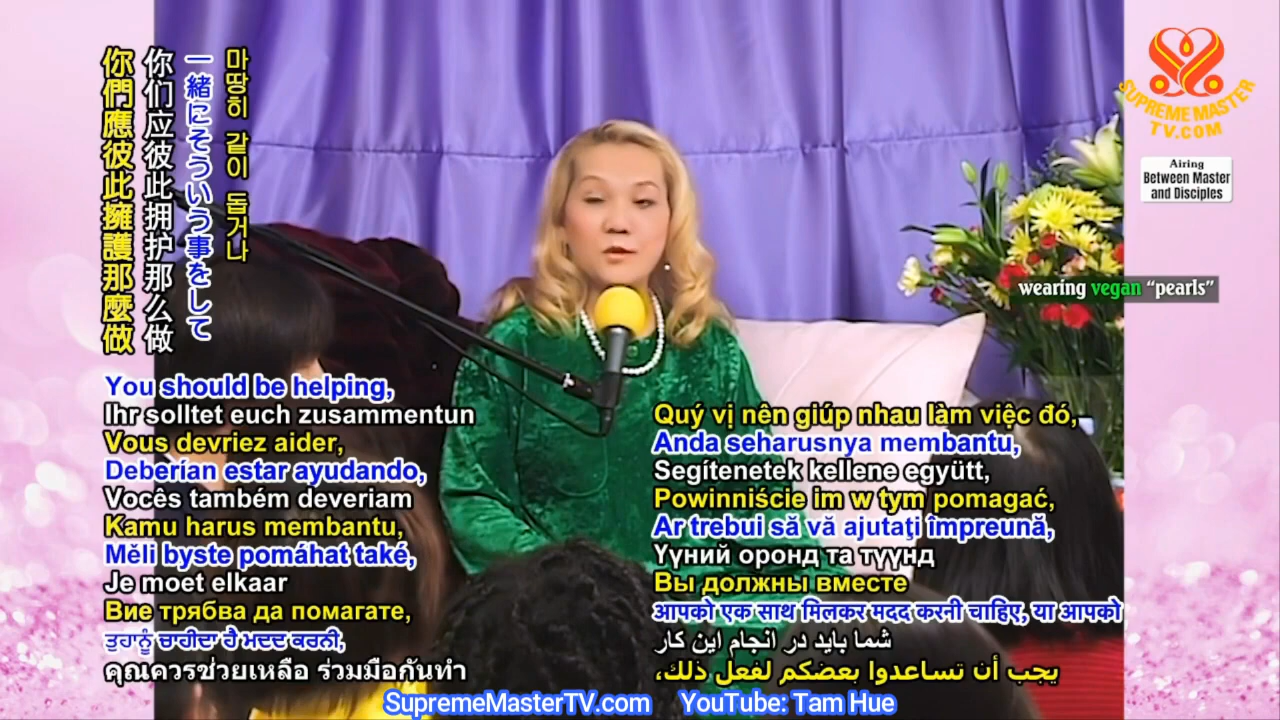 你們應彼此擁護那麼做
你们应彼此拥护那么做
一緒にそういう事をして
마땅히 같이 돕거나
You should be helping,
Ihr solltet euch zusammentun
Vous devriez aider,
Deberían estar ayudando,
Vocês também deveriam
Kamu harus membantu,
Měli byste pomáhat také,
Je moet elkaar
Вие трябва да помагате,
ਤੁਹਾਨੂੰ ਚਾਹੀਦਾ ਹੈ ਮਦਦ ਕਰਨੀ,
คุณควรช่วยเหลือ ร่วมมือกันทำ
Quý vị nên giúp nhau làm việc đó,
Anda seharusnya membantu,
Segítenetek kellene együtt,
Powinniście im w tym pomagać,
Ar trebui să vă ajutaţi împreună,
Үүний оронд та түүнд
Вы должны вместе
आपको एक साथ मिलकर मदद करनी चाहिए, या आपको
شما باید در انجام این کار
يجب أن تساعدوا بعضكم لفعل ذلك،
SUPREME MASTER
TV.COM
Airing
Between Master
and Disciples
wearing vegan “pearls”
SupremeMasterTV.com YouTube: Tam Hue